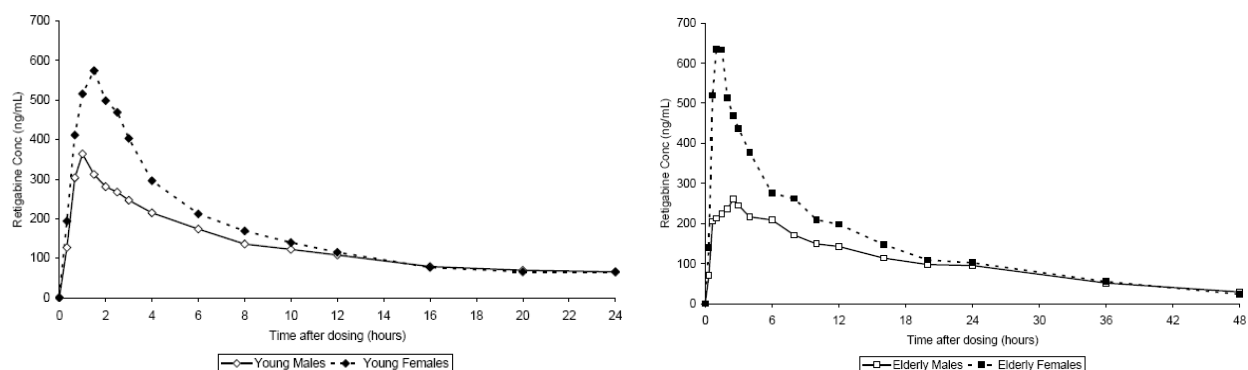 700
600
500
400
300
200
100
0
Retigabine Conc (ng/mL)
0 2 4 6 8 10 12 14 16 18 20 22 24
Time after dosing (hours)
Young Males Young Females
700
600
500
400
300
200
100
0
Retigabine Conc (ng/mL)
0 6 12 18 24 30 36 42 48
Time after dosing (hours)
Elderly Males Elderly Females